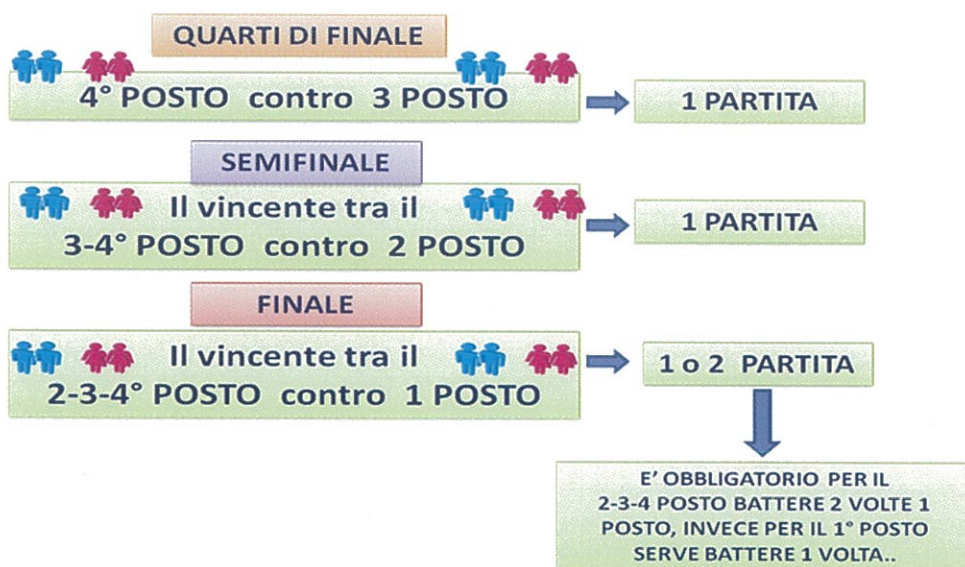 QUARTI DI FINALE
4° POSTO contro 3 POSTO
1 PARTITA
SEMIFINALE
Il vincente tra il
3-4° POSTO contro 2 POSTO
1 PARTITA
FINALE
Il vincente tra il
2-3-4° POSTO contro 1 POSTO
1 o 2 PARTITA
E' OBBLIGATORIO PER IL
2-3-4 POSTO BATTERE 2 VOLTE 1
POSTO, INVECE PER IL 1° POSTO
SERVE BATTERE 1 VOLTA..